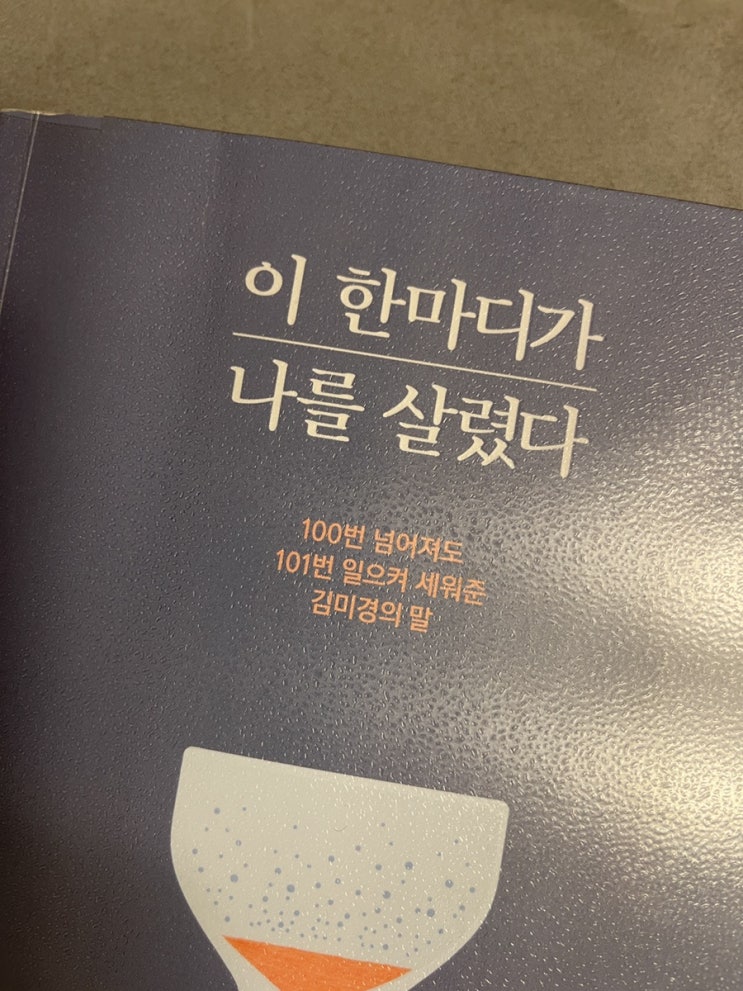 이 한마디가
나를 살렸다
100번 넘어져도
101번 일으켜 세워준
김미경의 말